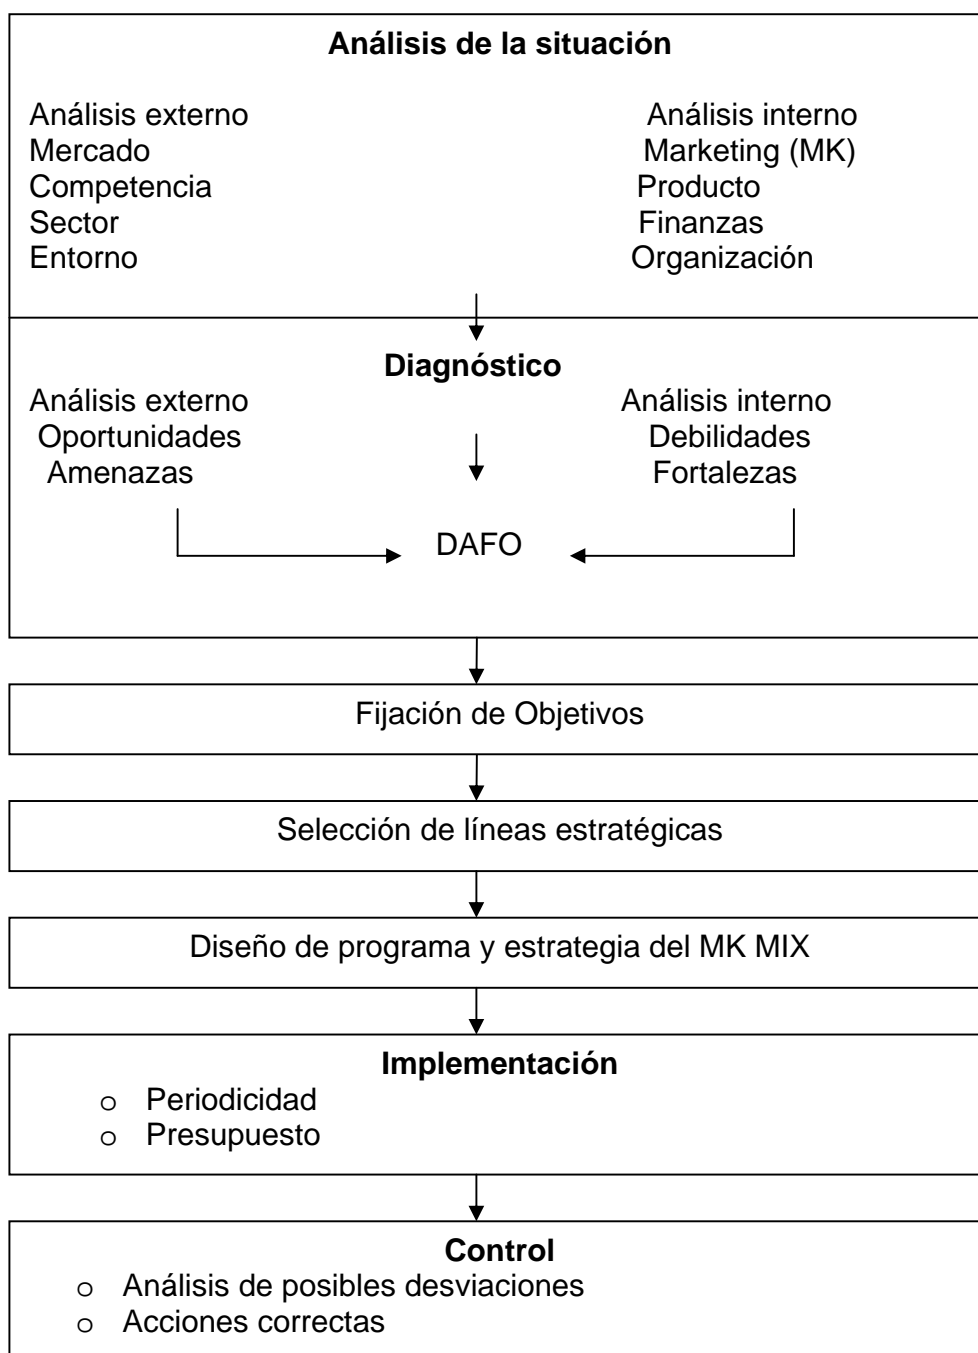 Análisis de la situación
Análisis externo
Mercado
Competencia
Sector
Entorno
Análisis interno
Marketing (MK)
Producto
Finanzas
Organización
Diagnóstico
Análisis externo
Oportunidades
Amenazas
Análisis interno
Debilidades
Fortalezas
DAFO
Fijación de Objetivos
Selección de líneas estratégicas
Diseño de programa y estrategia del MK MIX
Implementación
o Periodicidad
o Presupuesto
Control
o Análisis de posibles desviaciones
o Acciones correctas